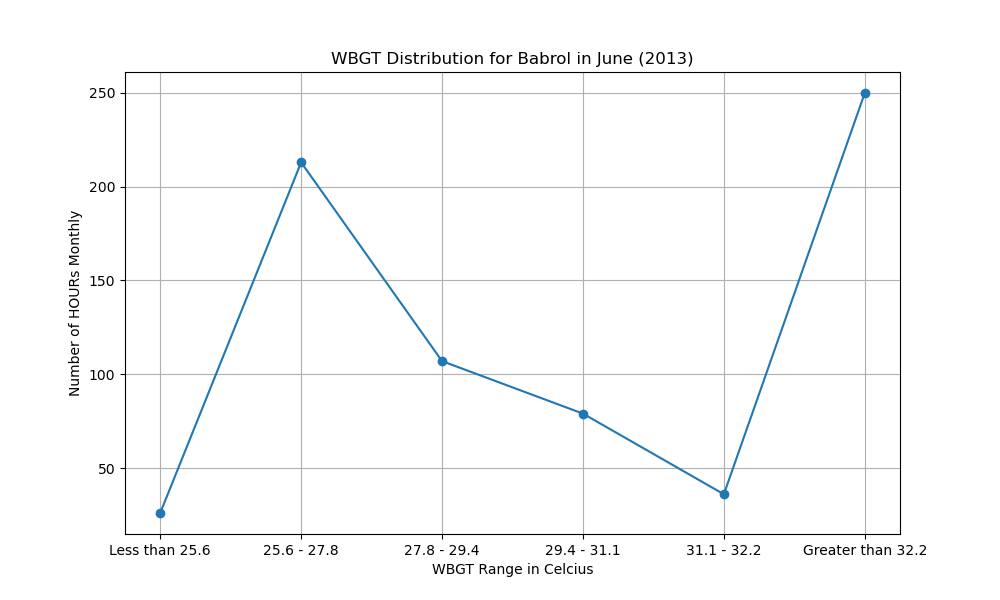 WBGT Distribution for Babrol in June (2013)
Number of HOURs Monthly
250
200
150
100
50
Less than 25.6
25.6 - 27.8
27.8 - 29.4
29.4 - 31.1
31.1 - 32.2
Greater than 32.2
WBGT Range in Celcius